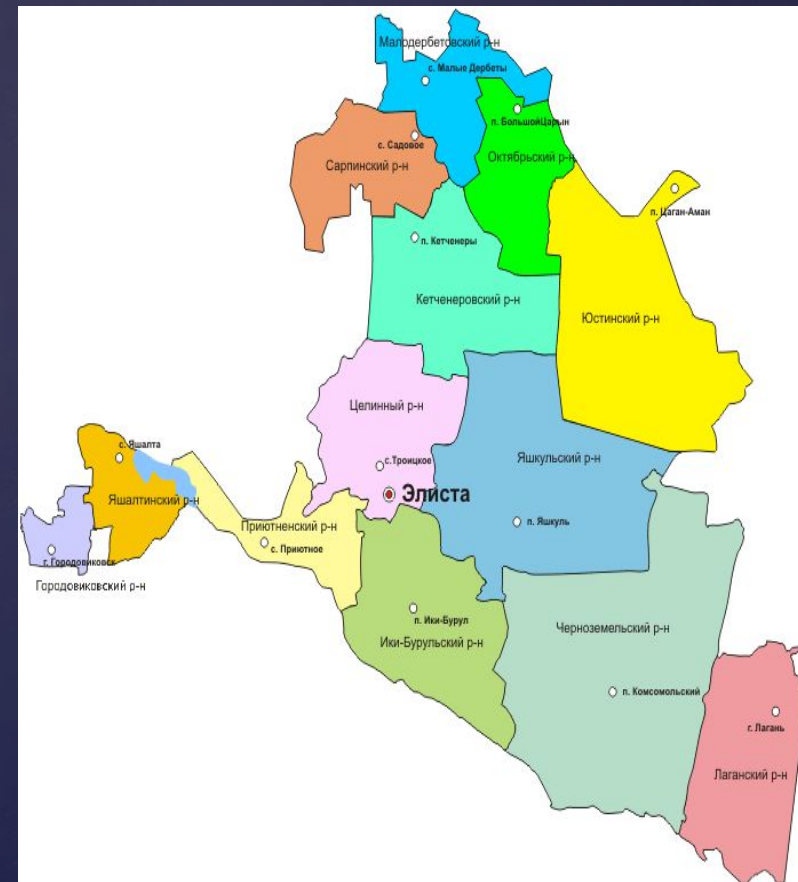 Малодербетовский р-н
с. Малые Дербеты
п. БольшойЦарын
с. Садовое
Октябрьский р-н
Сарпинский р-н
п. Цаган-Аман
п. Кетченеры
Кетченеровский р-н
Юстинский р-н
Целинный р-н
с. Яшалта
с.Троицкое
Яшкульский р-н
Элиста
Яшалтинский р-н
Приютненский р-н
п. Яшкуль
с. Приютное
г. Городовиковск
Городовиковский р-н
п. Ики-Бурул
Черноземельский р-н
Ики-Бурульский р-н
п. Комсомольский
г. Лагань
Лаганский р-н